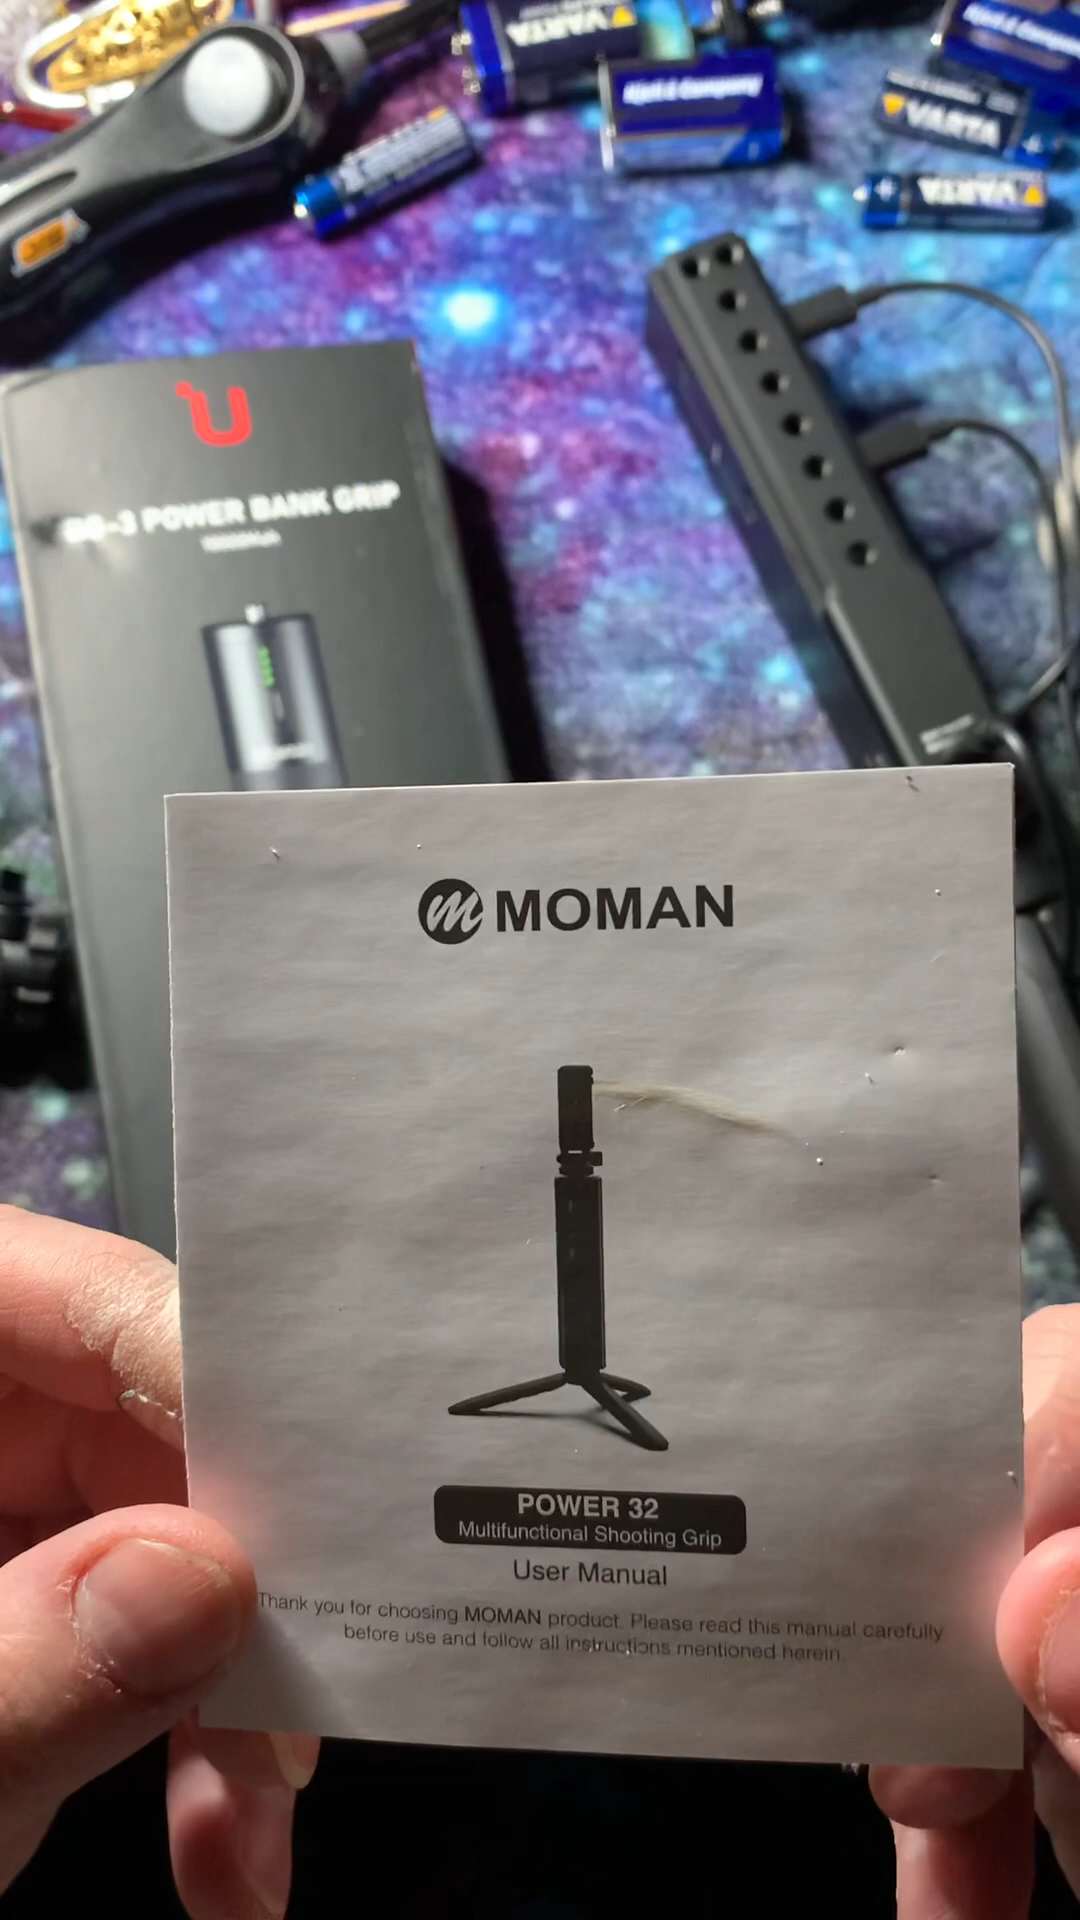 VARTA
VARTA
VARTA
POWER BANK GRIP
MOMAN
POWER 32
Multifunctional Shooting Grip
User Manual
Thank you for choosing MOMAN product. Please read this manual carefully
before use and follow all instructions mentioned herein.